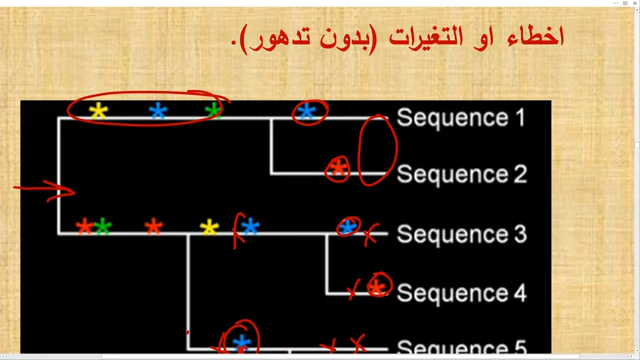 اخطاء او التغيرات (بدون تدهور).
Sequence 1
Sequence 2
Sequence 3
Sequence 4
Sequence 5